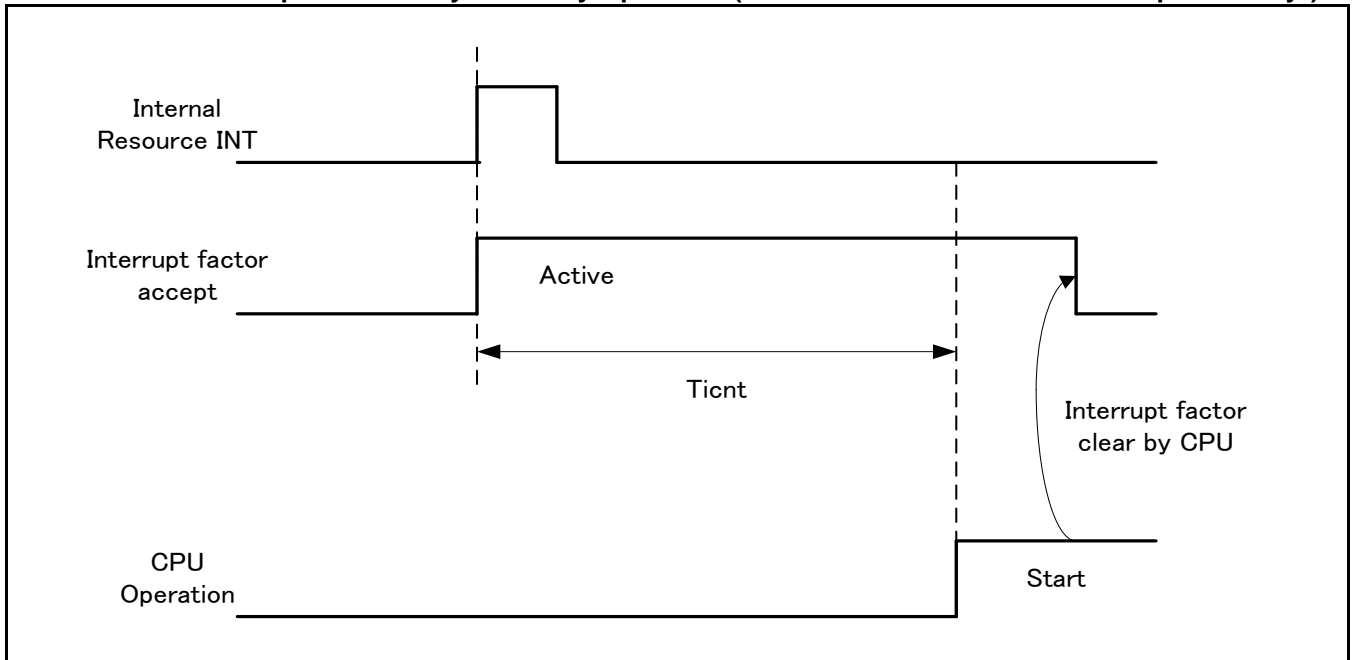 Internal
Resource INT
Interrupt factor
accept
Active
Ticnt
Interrupt factor
clear by CPU
CPU
Operation
Start